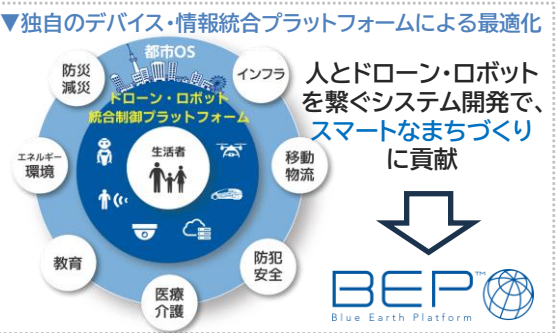 ▼独自のデバイス・情報統合プラットフォームによる最適化
都市OS
防災
減災
インフラ
ドローン・ロボット
統合制御プラットフォーム
エネルギー
環境
生活者
移動
物流
教育
防犯
安全
医療
介護
人とドローン・ロボット
を繋ぐシステム開発で、
スマートなまちづくり
に貢献
BEP™
Blue Earth Platform